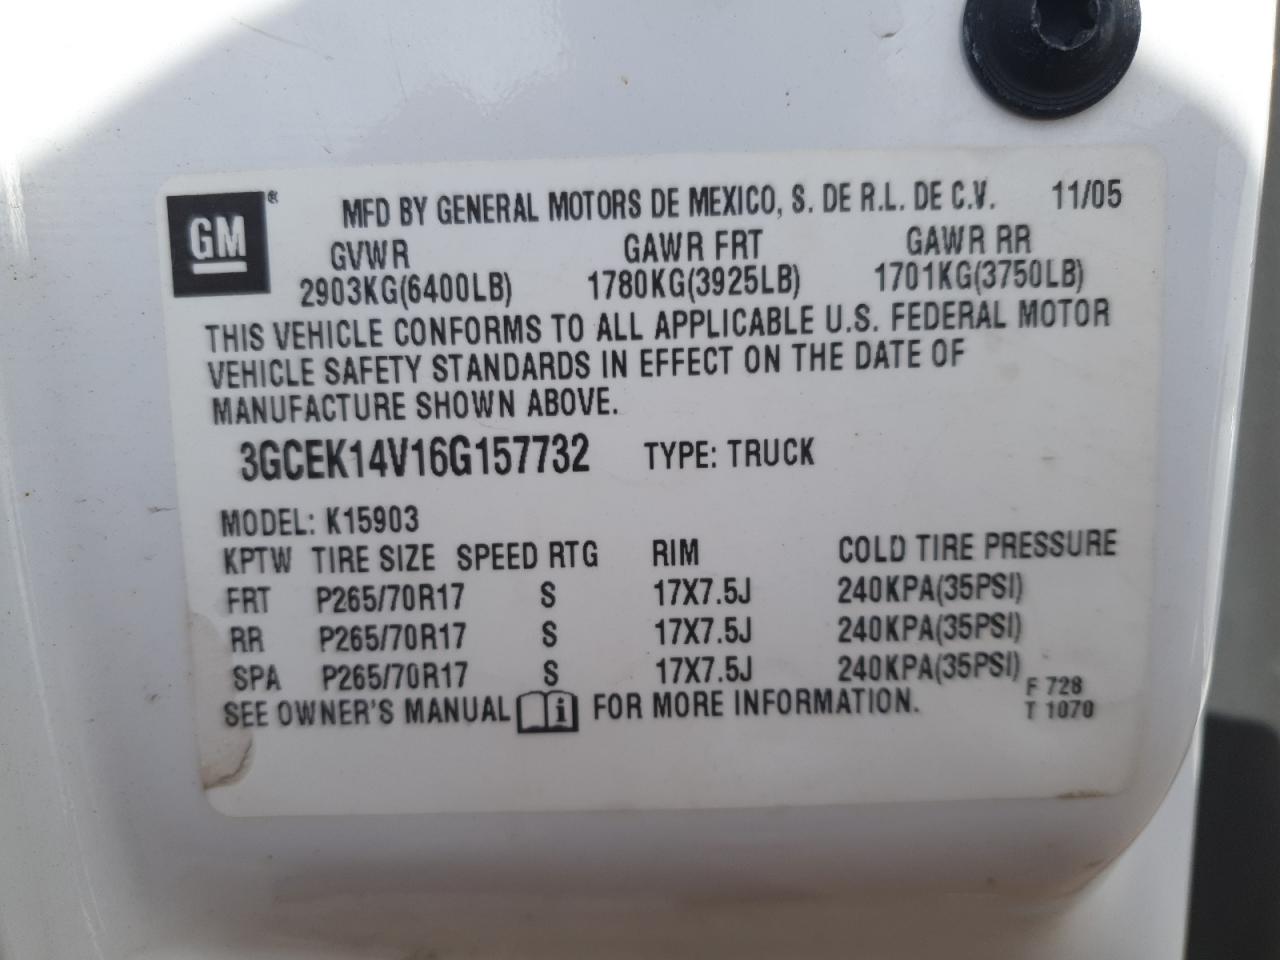 GM ®
MFD BY GENERAL MOTORS DE MEXICO, S. DE R.L. DE C.V. 11/05
GVWR GAWR FRT GAWR RR
2903KG(6400LB) 1780KG(3925LB) 1701KG(3750LB)
THIS VEHICLE CONFORMS TO ALL APPLICABLE U.S. FEDERAL MOTOR
VEHICLE SAFETY STANDARDS IN EFFECT ON THE DATE OF
MANUFACTURE SHOWN ABOVE.
3GCEK14V16G157732 TYPE: TRUCK
MODEL: K15903
KPTW TIRE SIZE SPEED RTG RIM COLD TIRE PRESSURE
FRT P265/70R17 S 17X7.5J 240KPA(35PSI)
RR P265/70R17 S 17X7.5J 240KPA(35PSI)
SPA P265/70R17 S 17X7.5J 240KPA(35PSI)
SEE OWNER'S MANUAL i FOR MORE INFORMATION.
F 728
T 1070